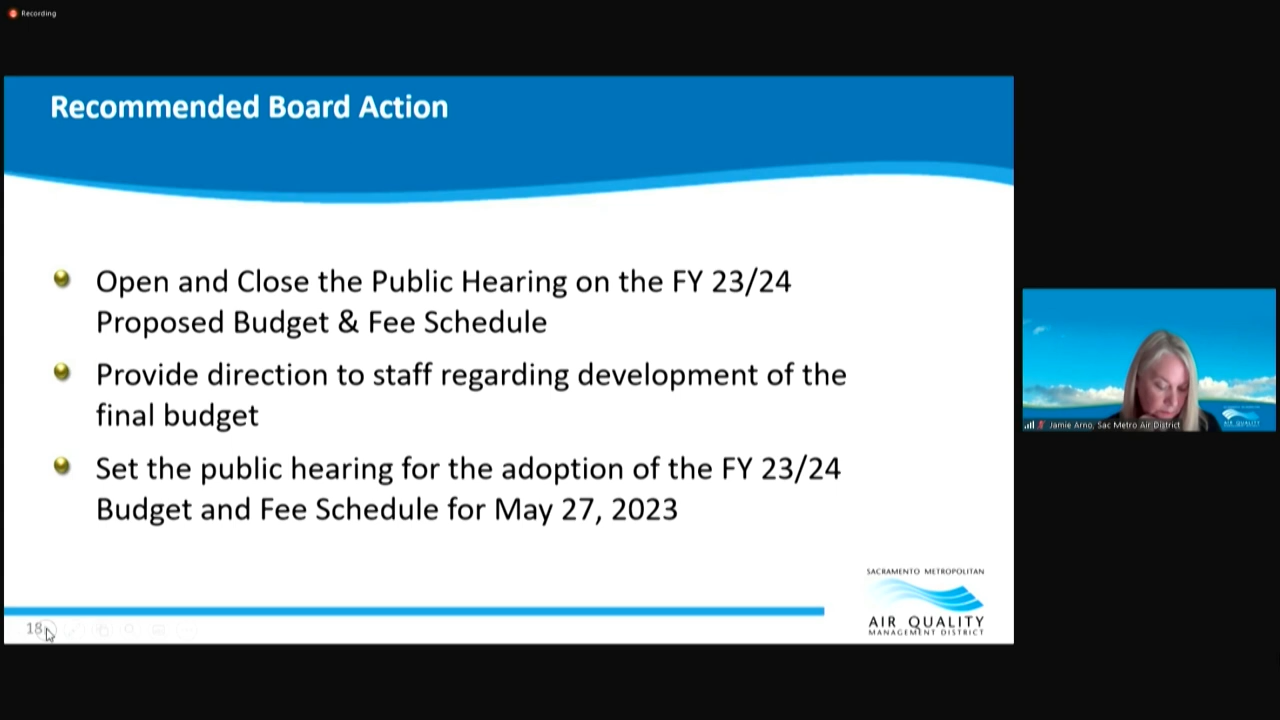 Recording
Recommended Board Action
Open and Close the Public Hearing on the FY 23/24
Proposed Budget & Fee Schedule
Provide direction to staff regarding development of the
final budget
Set the public hearing for the adoption of the FY 23/24
Budget and Fee Schedule for May 27, 2023
SACRAMENTO METROPOLITAN
AIR QUALITY
MANAGEMENT DISTRICT
18
Jamie Arno, Sac Metro Air District
AIR QUALITY